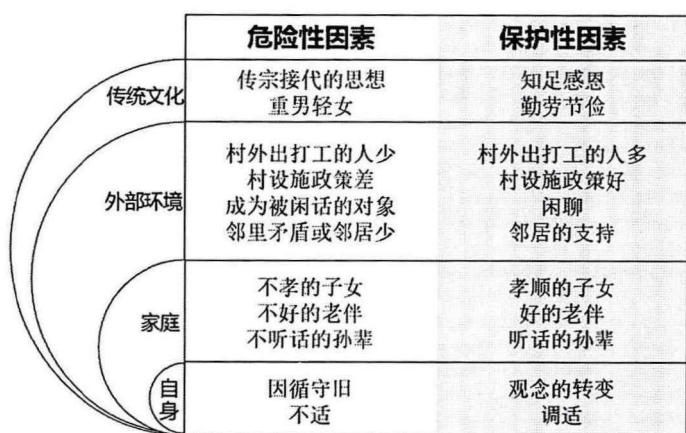 危险性因素 保护性因素
传统文化
传宗接代的思想 知足感恩
重男轻女 勤劳节俭
外部环境
村外出打工的人少 村外出打工的人多
村设施政策差 村设施政策好
成为被闲话的对象 闲聊
邻里矛盾或邻居少 邻居的支持
家庭
不孝的子女 孝顺的子女
不好的老伴 好的老伴
不听话的孙辈 听话的孙辈
自身
因循守旧 观念的转变
不适 调适